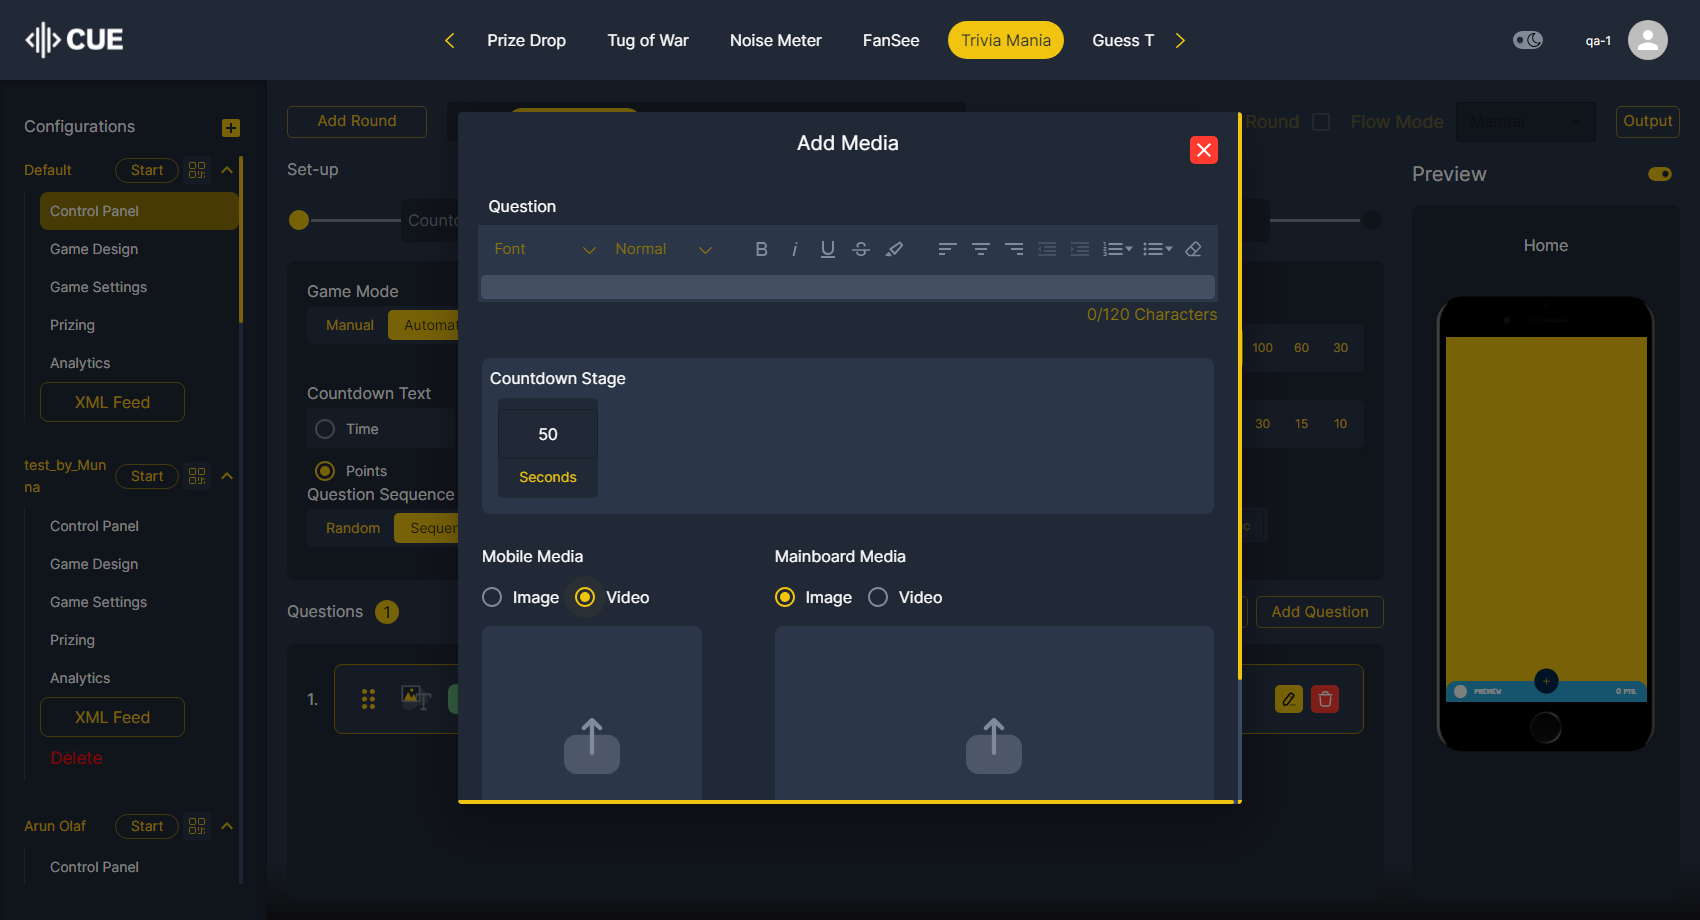 CUE
Prize Drop
Tug of War
Noise Meter
FanSee
Trivia Mania
Guess T
qa-1
Configurations
Default
Start
Control Panel
Game Design
Game Settings
Prizing
Analytics
XML Feed
test_by_Mun
na
Start
Control Panel
Game Design
Game Settings
Prizing
Analytics
XML Feed
Delete
Arun Olaf
Start
Control Panel
Add Round
Round
Flow Mode
Manual
Output
Set-up
Countd
Game Mode
Manual
Automat
Countdown Text
Time
Points
Question Sequence
Random
Sequen
100 60 30
30 15 10
Questions 1
Add Question
1.
Add Media
Question
Font
Normal
0/120 Characters
Countdown Stage
50
Seconds
Mobile Media
Image
Video
Mainboard Media
Image
Video
Preview
Home
PREVIEW
0 PTS.